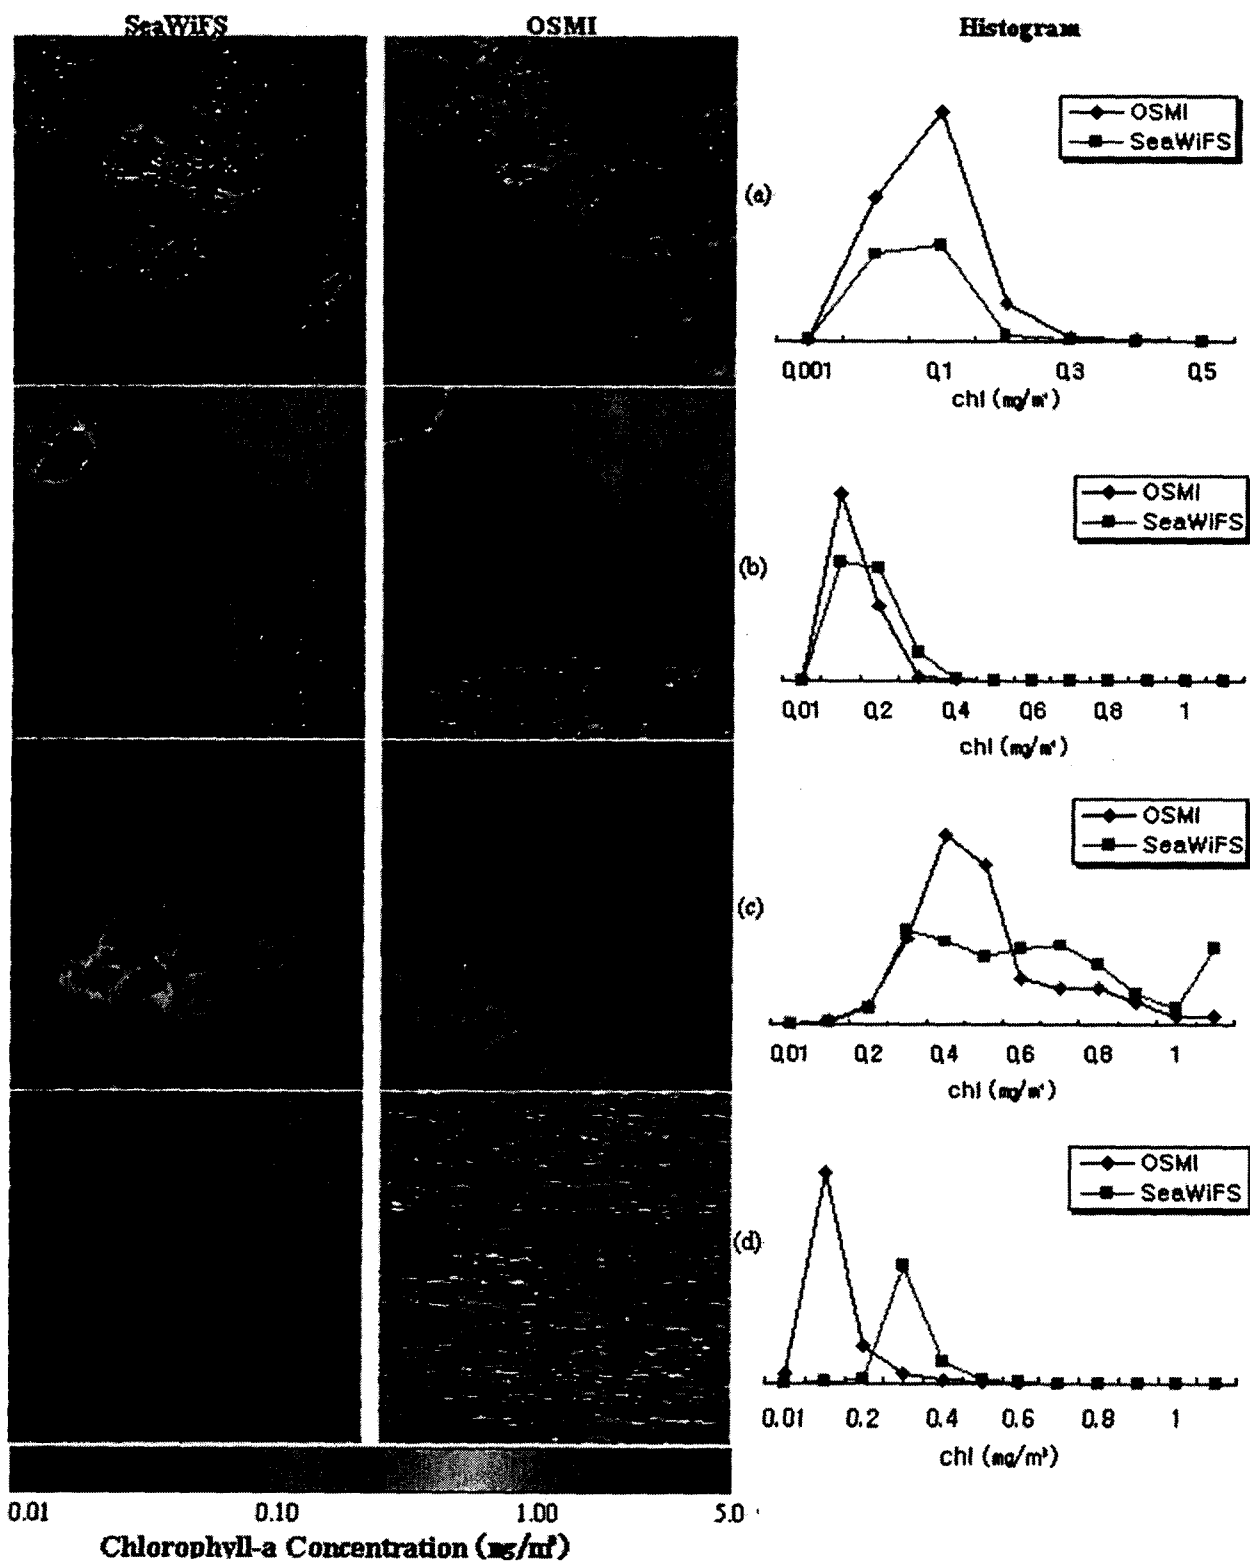 SeaWiFS OSMI Histogram
OSMI
SeaWiFS
(a)
0.001 0.1 0.3 0.5
chl (mg/m³)
OSMI
SeaWiFS
(b)
0.01 0.2 0.4 0.6 0.8 1
chl (mg/m³)
OSMI
SeaWiFS
(c)
0.01 0.2 0.4 0.6 0.8 1
chl (mg/m³)
OSMI
SeaWiFS
(d)
0.01 0.2 0.4 0.6 0.8 1
chl (mg/m³)
0.01 0.10 1.00 5.0
Chlorophyll-a Concentration (mg/m³)